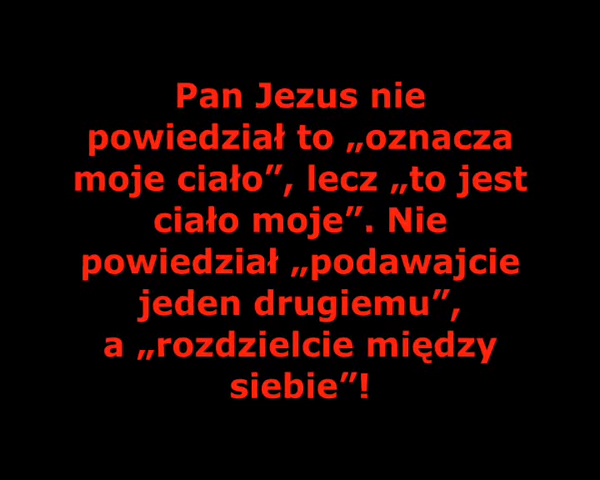 Pan Jezus nie
powiedział to „oznacza
moje ciało”, lecz „to jest
ciało moje”. Nie
powiedział „podawajcie
jeden drugiemu”,
a „rozdzielcie między
siebie”!